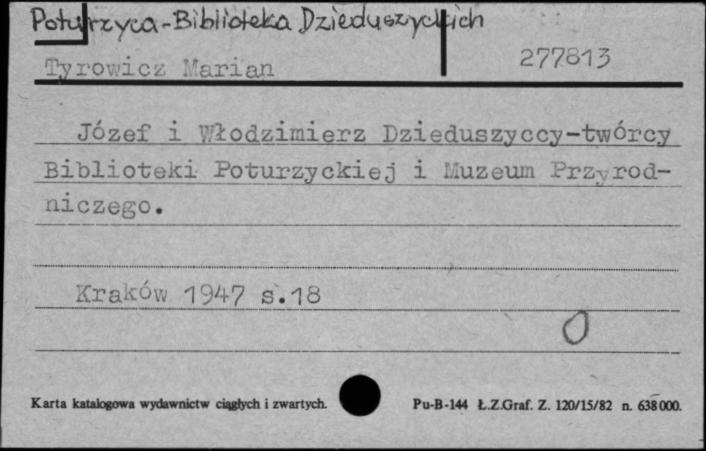 Poturzyca-Biblioteka Dzieduszyckich
Tyrowicz Marian
277813
Józef i Włodzimierz Dzieduszyccy-twórcy
Biblioteki Poturzyckiej i Muzeum Przyrod-
niczego.
Kraków 1947 s.18
O
Karta katalogowa wydawnictw ciągłych i zwartych.
Pu-B-144 Ł.Z.Graf. Z. 120/15/82 n. 638000.